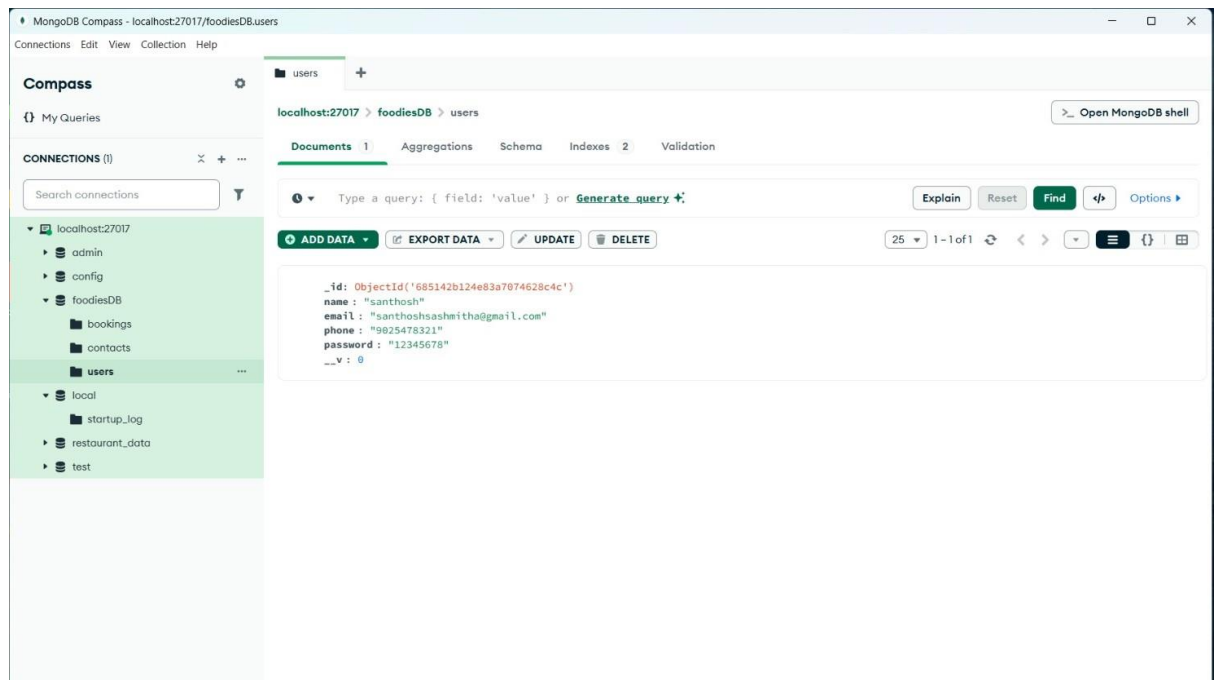 MongoDB Compass - localhost:27017/foodiesDB.users
Connections Edit View Collection Help
Compass
{} My Queries
CONNECTIONS (1)
Search connections
localhost:27017
admin
config
foodiesDB
bookings
contacts
users
local
startup_log
restaurant_data
test
users
localhost:27017 > foodiesDB > users
>_ Open MongoDB shell
Documents 1 Aggregations Schema Indexes 2 Validation
Type a query: { field: 'value' } or Generate query
Explain Reset Find </> Options
ADD DATA EXPORT DATA UPDATE DELETE
25 1-1 of 1 {}
_id: ObjectId('685142b124e83a7074628c4c')
name : "santhosh"
email : "santhoshsashmitha@gmail.com"
phone : "9025478321"
password : "12345678"
__v : 0